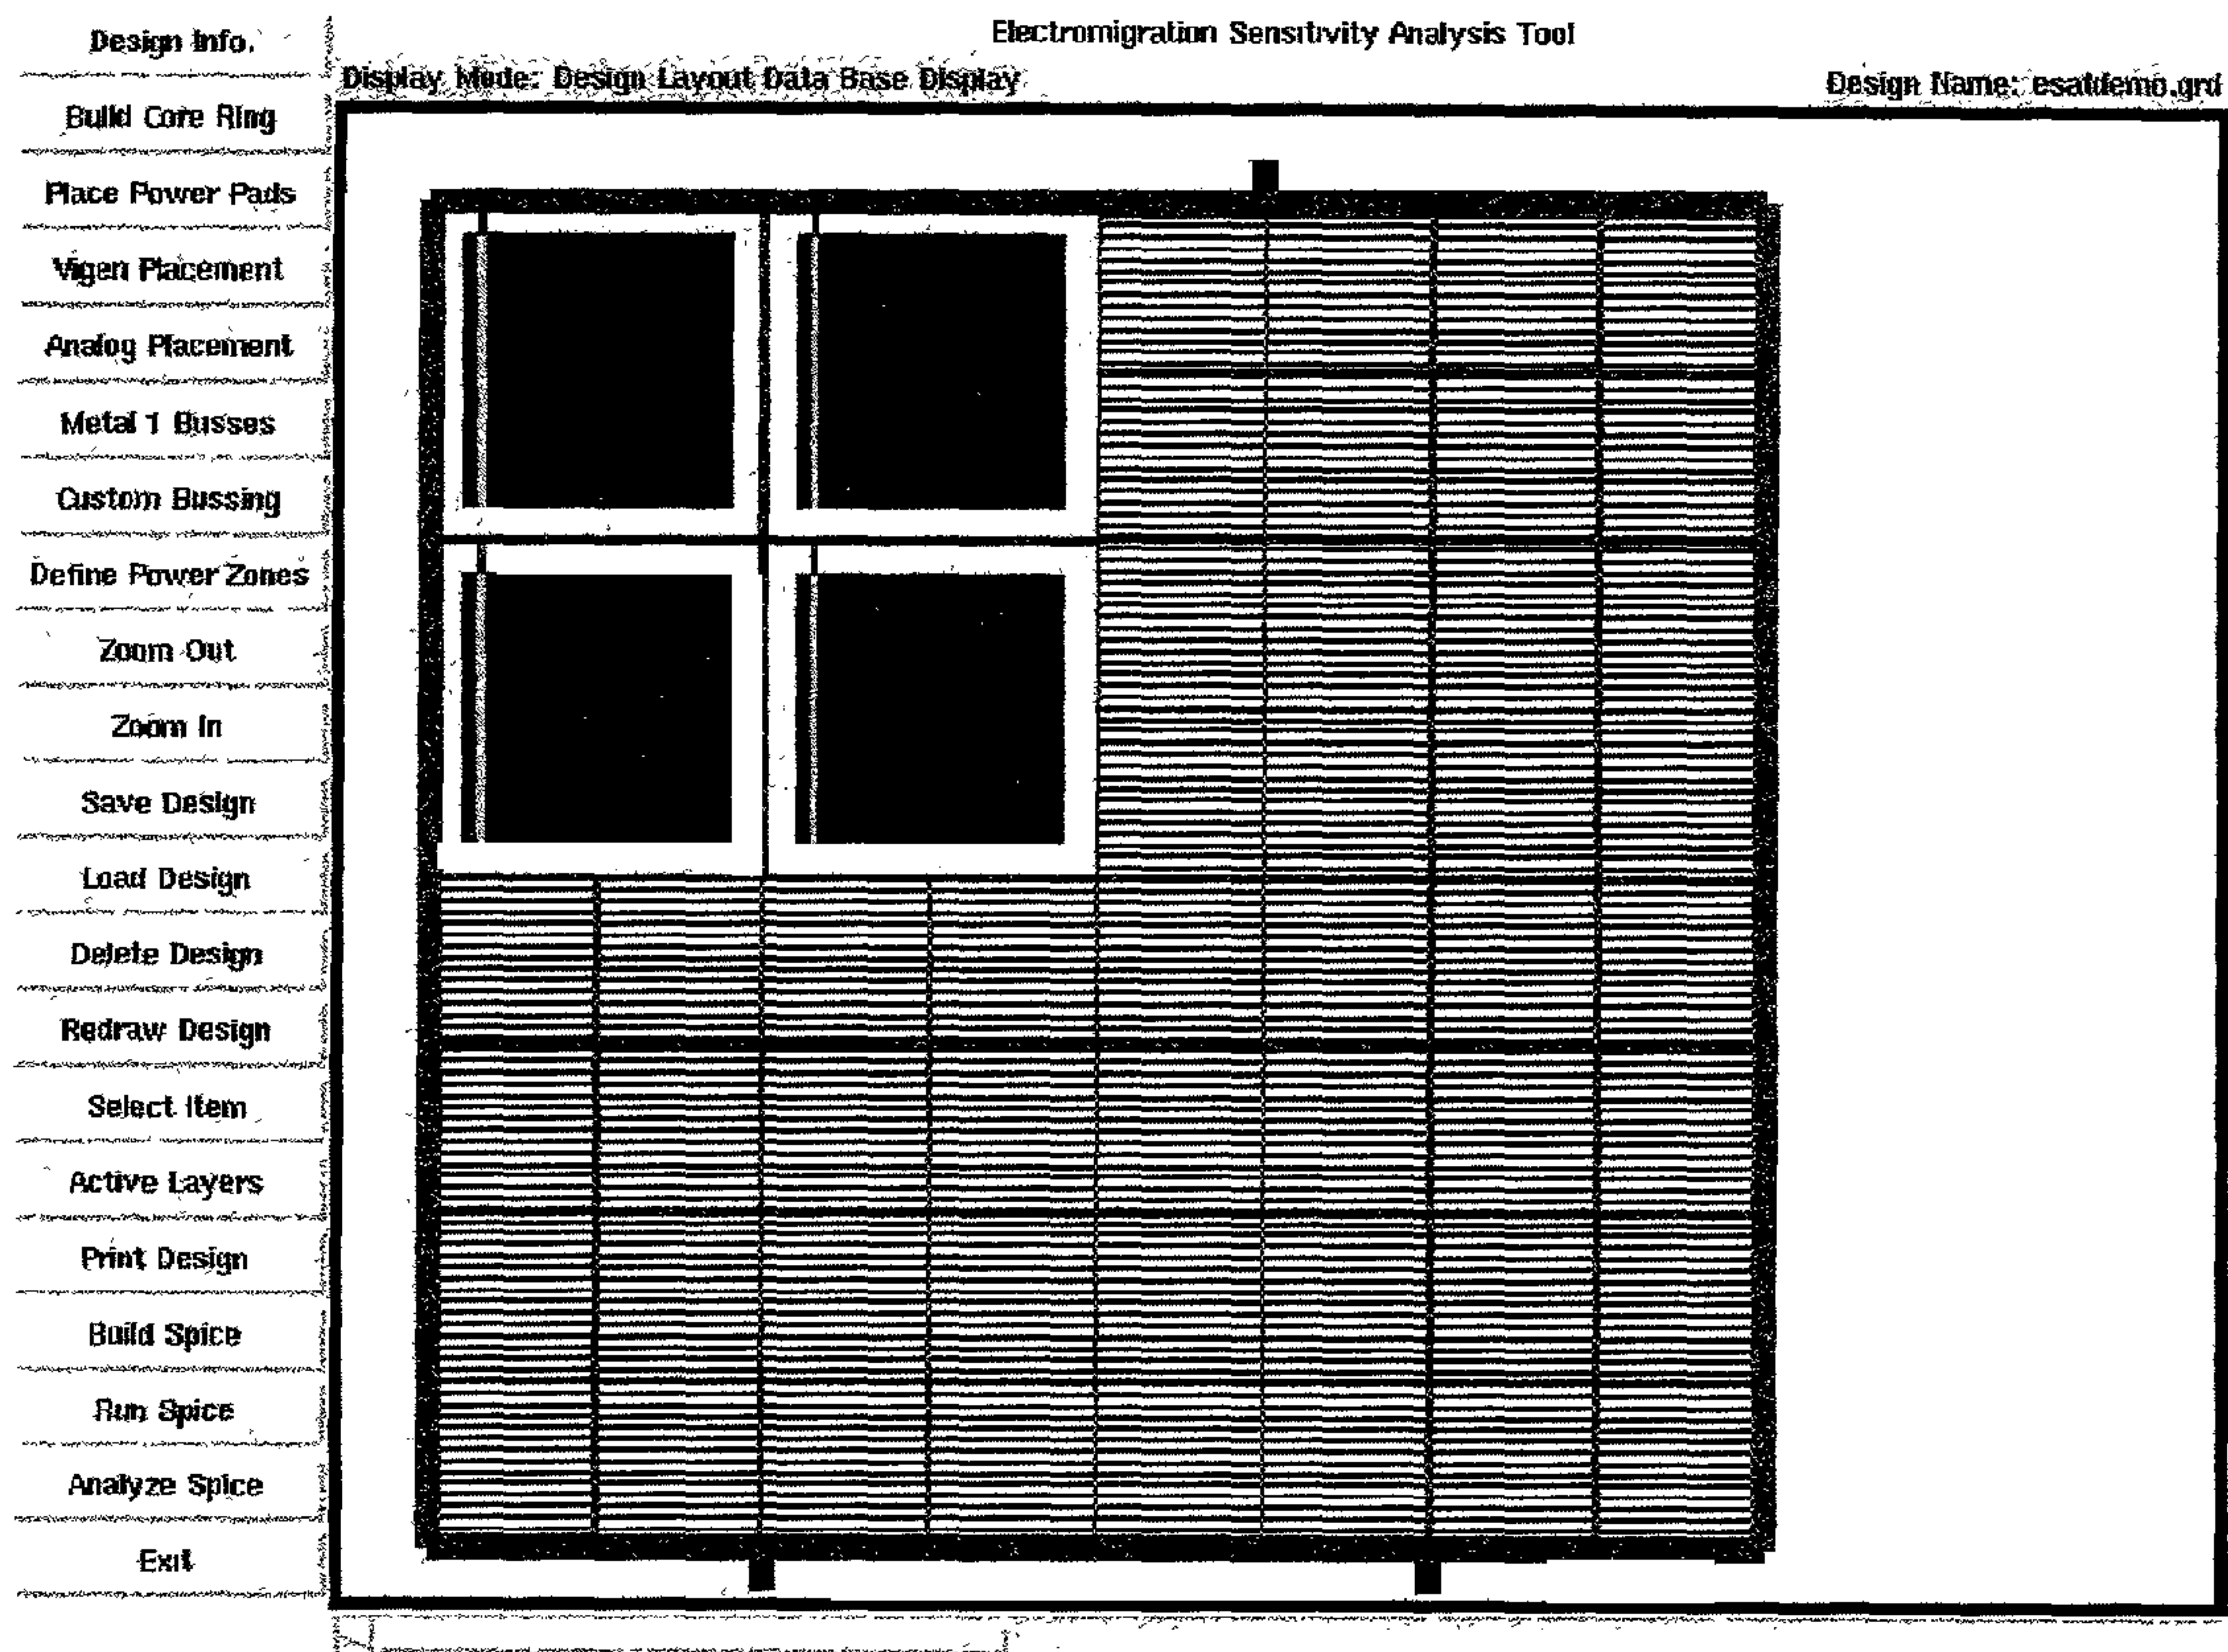 Electromigration Sensitivity Analysis Tool
Display Mode: Design Layout Data Base Display
Design Name: esatdemo.grd
Design Info.
Build Core Ring
Place Power Pads
Vigen Placement
Analog Placement
Metal 1 Busses
Custom Bussing
Define Power Zones
Zoom Out
Zoom In
Save Design
Load Design
Delete Design
Redraw Design
Select Item
Active Layers
Print Design
Build Spice
Run Spice
Analyze Spice
Exit